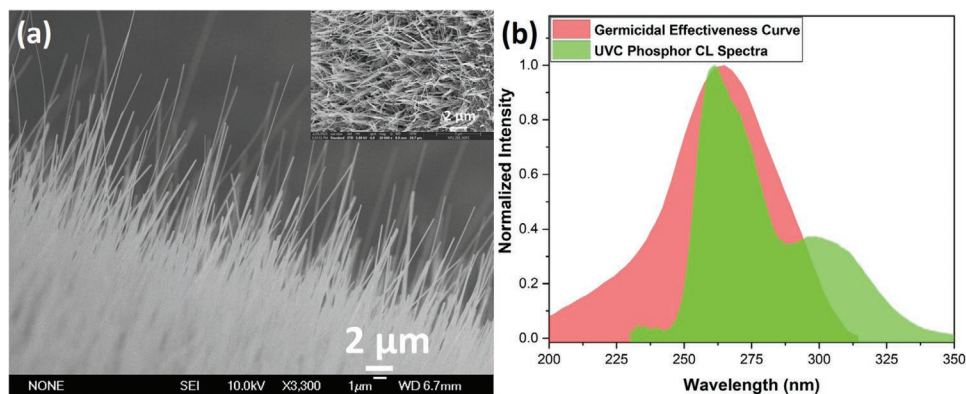 (a)
2 μm
2 μm
NONE SEI 10.0kV X3,300 1μm WD 6.7mm
(b)
Germicidal Effectiveness Curve
UVC Phosphor CL Spectra
Normalized Intensity
1.0
0.8
0.6
0.4
0.2
0.0
200 225 250 275 300 325 350
Wavelength (nm)